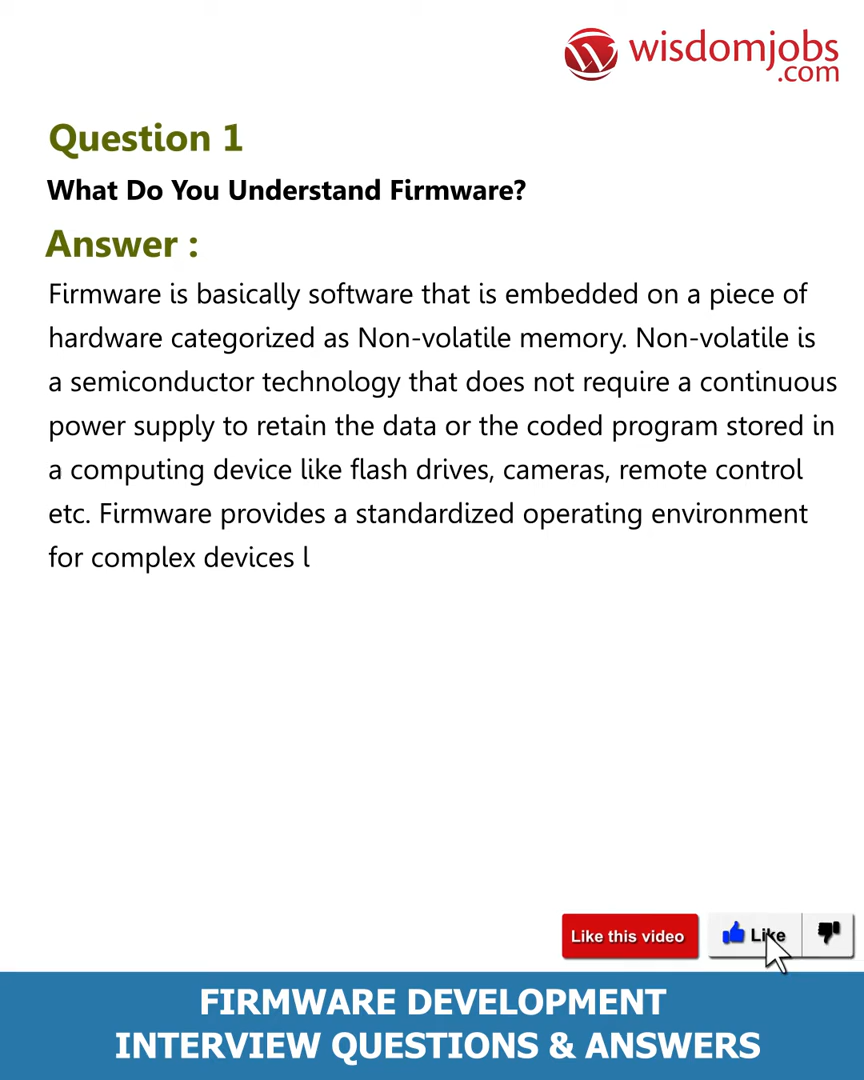 wisdomjobs
.com
Question 1
What Do You Understand Firmware?
Answer :
Firmware is basically software that is embedded on a piece of
hardware categorized as Non-volatile memory. Non-volatile is
a semiconductor technology that does not require a continuous
power supply to retain the data or the coded program stored in
a computing device like flash drives, cameras, remote control
etc. Firmware provides a standardized operating environment
for complex devices l
Like this video
Like
FIRMWARE DEVELOPMENT
INTERVIEW QUESTIONS & ANSWERS